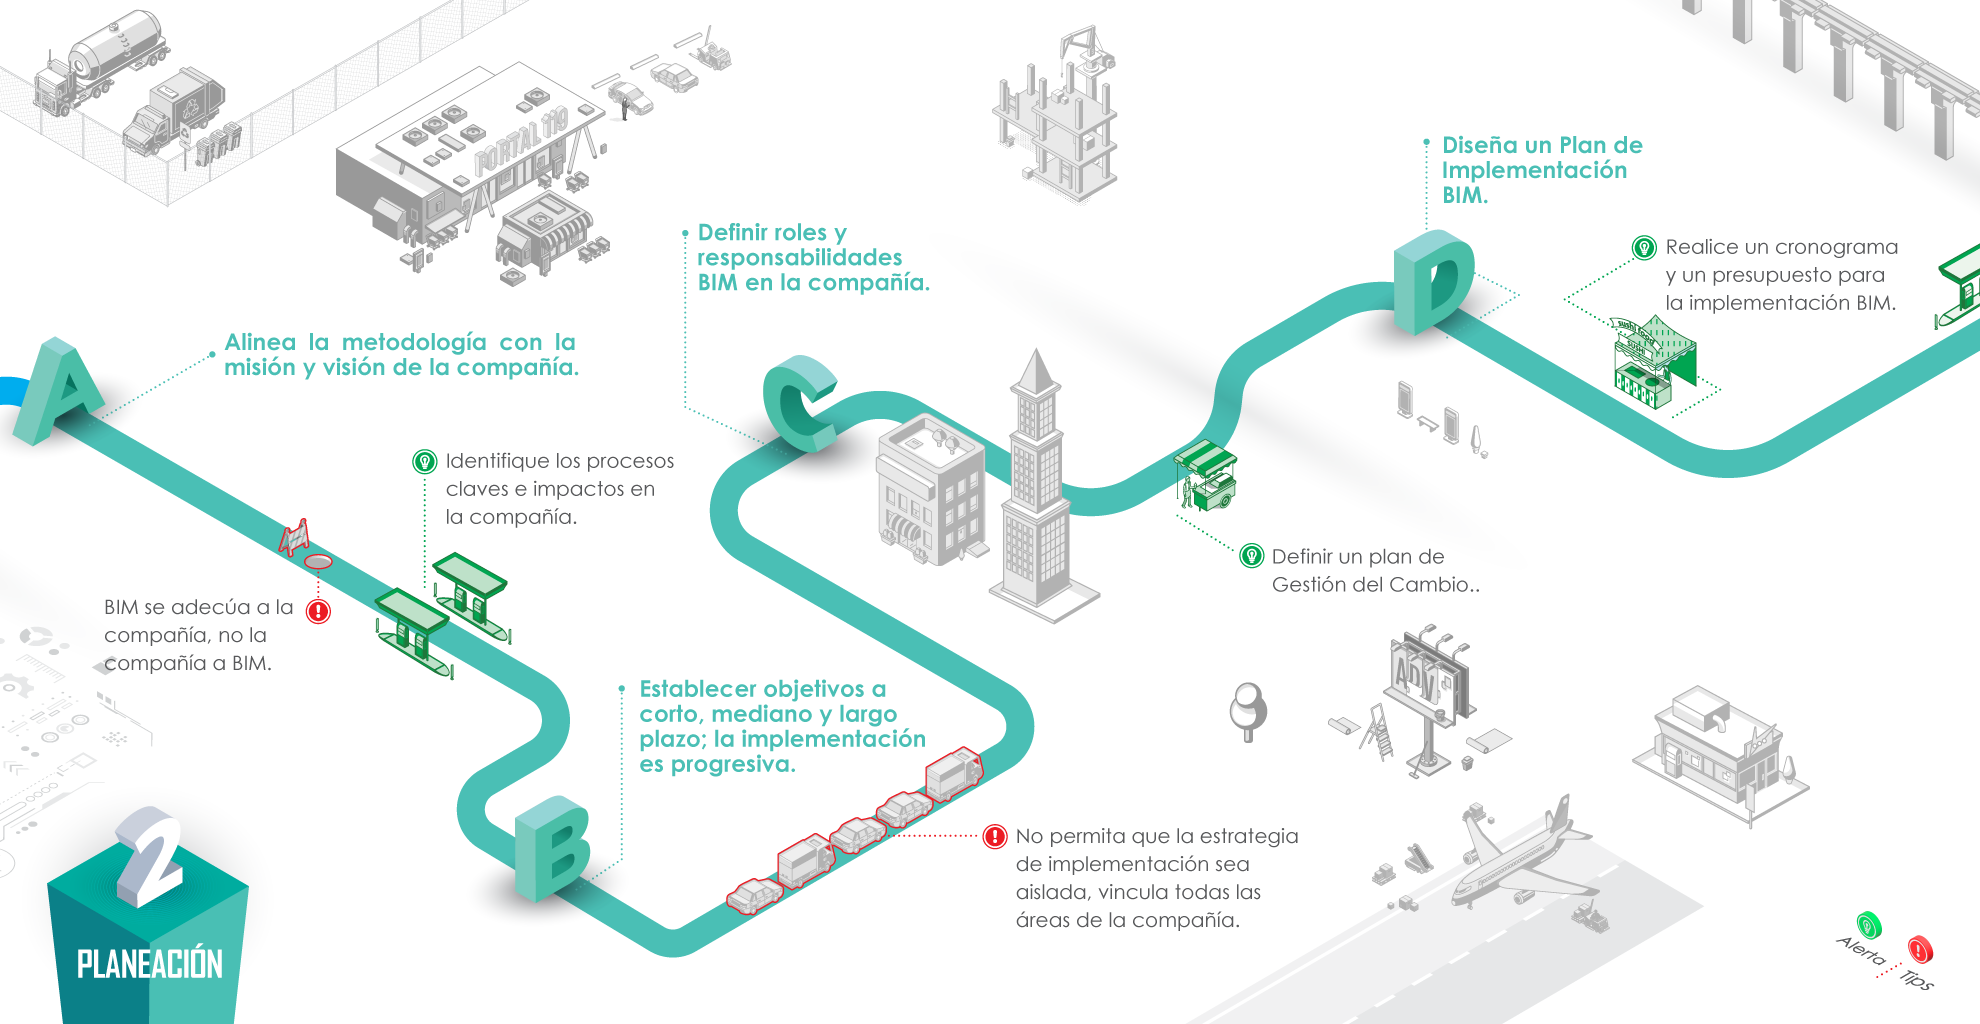 PORTAL 119
Diseña un Plan de
Implementación
BIM.
Definir roles y
responsabilidades
BIM en la compañía.
Realice un cronograma
y un presupuesto para
la implementación BIM.
sushi food
SUSHI
D
Alinea la metodología con la
misión y visión de la compañía.
A
C
Identifique los procesos
claves e impactos en
la compañía.
Definir un plan de
Gestión del Cambio..
BIM se adecúa a la
compañía, no la
compañía a BIM.
Establecer objetivos a
corto, mediano y largo
plazo; la implementación
es progresiva.
ADV.
B
No permita que la estrategia
de implementación sea
aislada, vincula todas las
áreas de la compañía.
2
PLANEACIÓN
Alerta
Tips